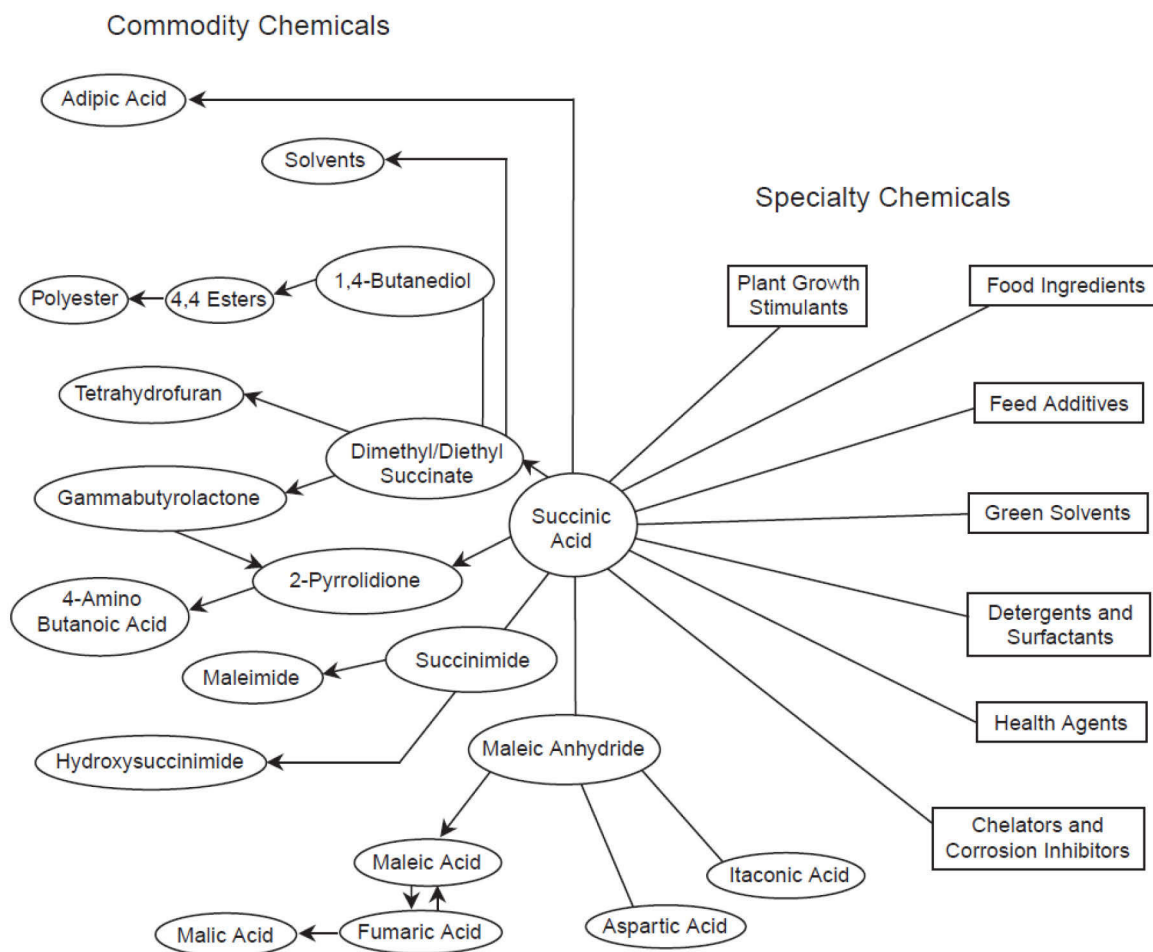 Commodity Chemicals
Adipic Acid
Solvents
Specialty Chemicals
1,4-Butanediol
4,4 Esters
Polyester
Plant Growth
Stimulants
Food Ingredients
Tetrahydrofuran
Feed Additives
Dimethyl/Diethyl
Succinate
Gammabutyrolactone
Succinic
Acid
Green Solvents
2-Pyrrolidione
4-Amino
Butanoic Acid
Detergents and
Surfactants
Succinimide
Maleimide
Health Agents
Hydroxysuccinimide
Maleic Anhydride
Chelators and
Corrosion Inhibitors
Maleic Acid
Itaconic Acid
Aspartic Acid
Fumaric Acid
Malic Acid